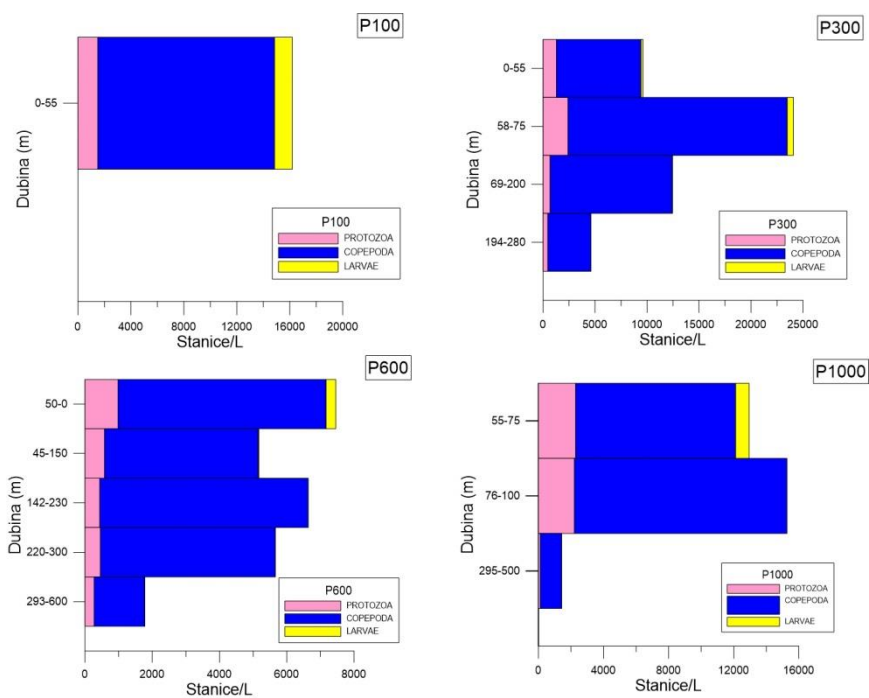 P100
Dubina (m)
0-55
P100
PROTOZOA
COPEPODA
LARVAE
0 4000 8000 12000 16000 20000
Stanice/L
P300
Dubina (m)
0-55
58-75
69-200
194-280
P300
PROTOZOA
COPEPODA
LARVAE
0 5000 10000 15000 20000 25000
Stanice/L
P600
Dubina (m)
50-0
45-150
142-230
220-300
293-600
P600
PROTOZOA
COPEPODA
LARVAE
0 2000 4000 6000 8000
Stanice/L
P1000
Dubina (m)
55-75
76-100
295-500
P1000
PROTOZOA
COPEPODA
LARVAE
0 4000 8000 12000 16000
Stanice/L